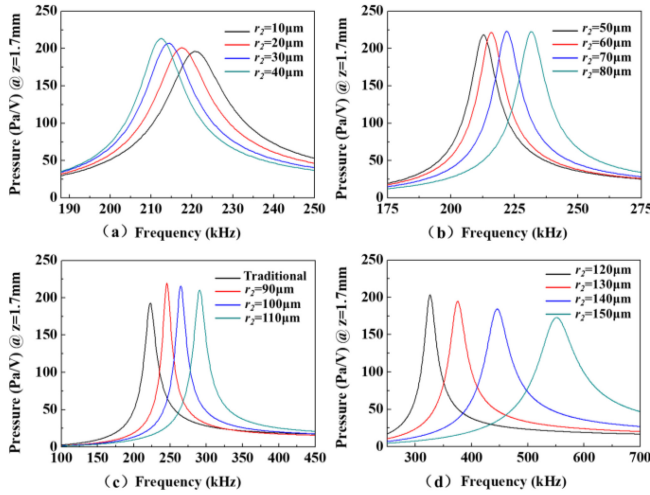 r2=10μm
r2=20μm
r2=30μm
r2=40μm
Pressure (Pa/V) @ z=1.7mm
250
200
150
100
50
0
190 200 210 220 230 240 250
(a) Frequency (kHz)
r2=50μm
r2=60μm
r2=70μm
r2=80μm
Pressure (Pa/V) @ z=1.7mm
250
200
150
100
50
0
175 200 225 250 275
(b) Frequency (kHz)
Traditional
r2=90μm
r2=100μm
r2=110μm
Pressure (Pa/V) @ z=1.7mm
250
200
150
100
50
0
100 150 200 250 300 350 400 450
(c) Frequency (kHz)
r2=120μm
r2=130μm
r2=140μm
r2=150μm
Pressure (Pa/V) @ z=1.7mm
250
200
150
100
50
0
300 400 500 600 700
(d) Frequency (kHz)